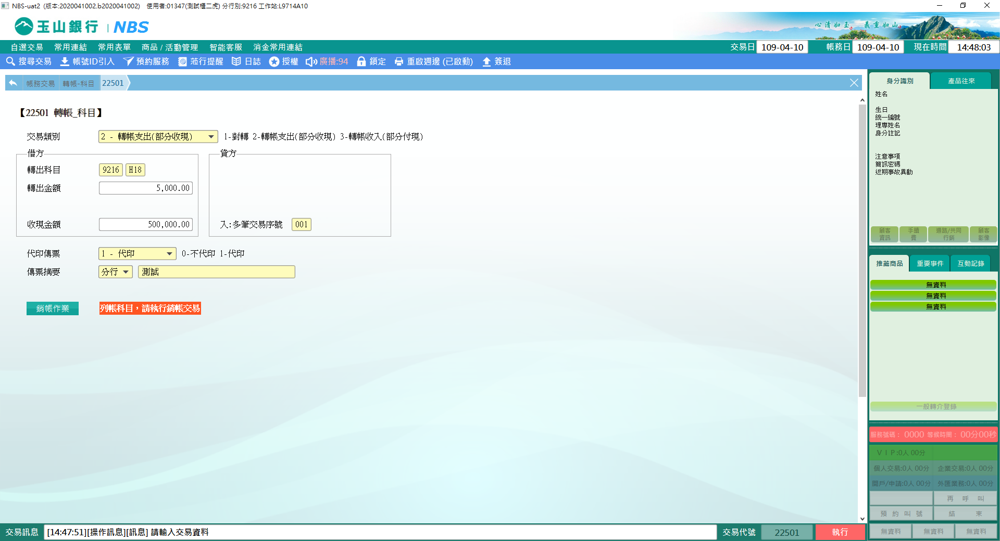 NBS-uat2 (版本:2020041002.b2020041002) 使用者:01347(測試櫃二虎) 分行別:9216 工作站:L9714A10
玉山銀行 | NBS
心清如玉。義重如山。
自選交易 常用連結 常用表單 商品 / 活動管理 智能客服 消金常用連結 交易日 109-04-10 帳務日 109-04-10 現在時間 14:48:03
搜尋交易 帳號ID引入 預約服務 蒞行提醒 日誌 授權 廣播:94 鎖定 重啟週邊 (已啟動) 簽退
帳務交易 轉帳-科目 22501
【22501 轉帳_科目】
交易類別 2 - 轉帳支出(部分收現) 1-對轉 2-轉帳支出(部分收現) 3-轉帳收入(部分付現)
借方 貸方
轉出科目 9216 H18
轉出金額 5,000.00
收現金額 500,000.00 入:多筆交易序號 001
代印傳票 1 - 代印 0-不代印 1-代印
傳票摘要 分行 測試
銷帳作業 列帳科目，請執行銷帳交易
身分識別 產品往來
姓名
生日
統一編號
理專姓名
身分註記
注意事項
簡訊密碼
近期事故異動
顧客資訊 手續費 通路/共同行銷 顧客影像
推薦商品 重要事件 互動記錄
無資料
無資料
無資料
一般轉介登錄
服務號碼： 0000 等候時間： 00分00秒
ＶＩＰ:0人 00分
個人交易:0人 00分 企業交易:0人 00分
開戶/申請:0人 00分 外匯業務:0人 00分
再 呼 叫
預 約 叫 號 結 束
無資料 無資料 無資料
交易訊息 [14:47:51][操作訊息][訊息] 請輸入交易資料 交易代號 22501 執行